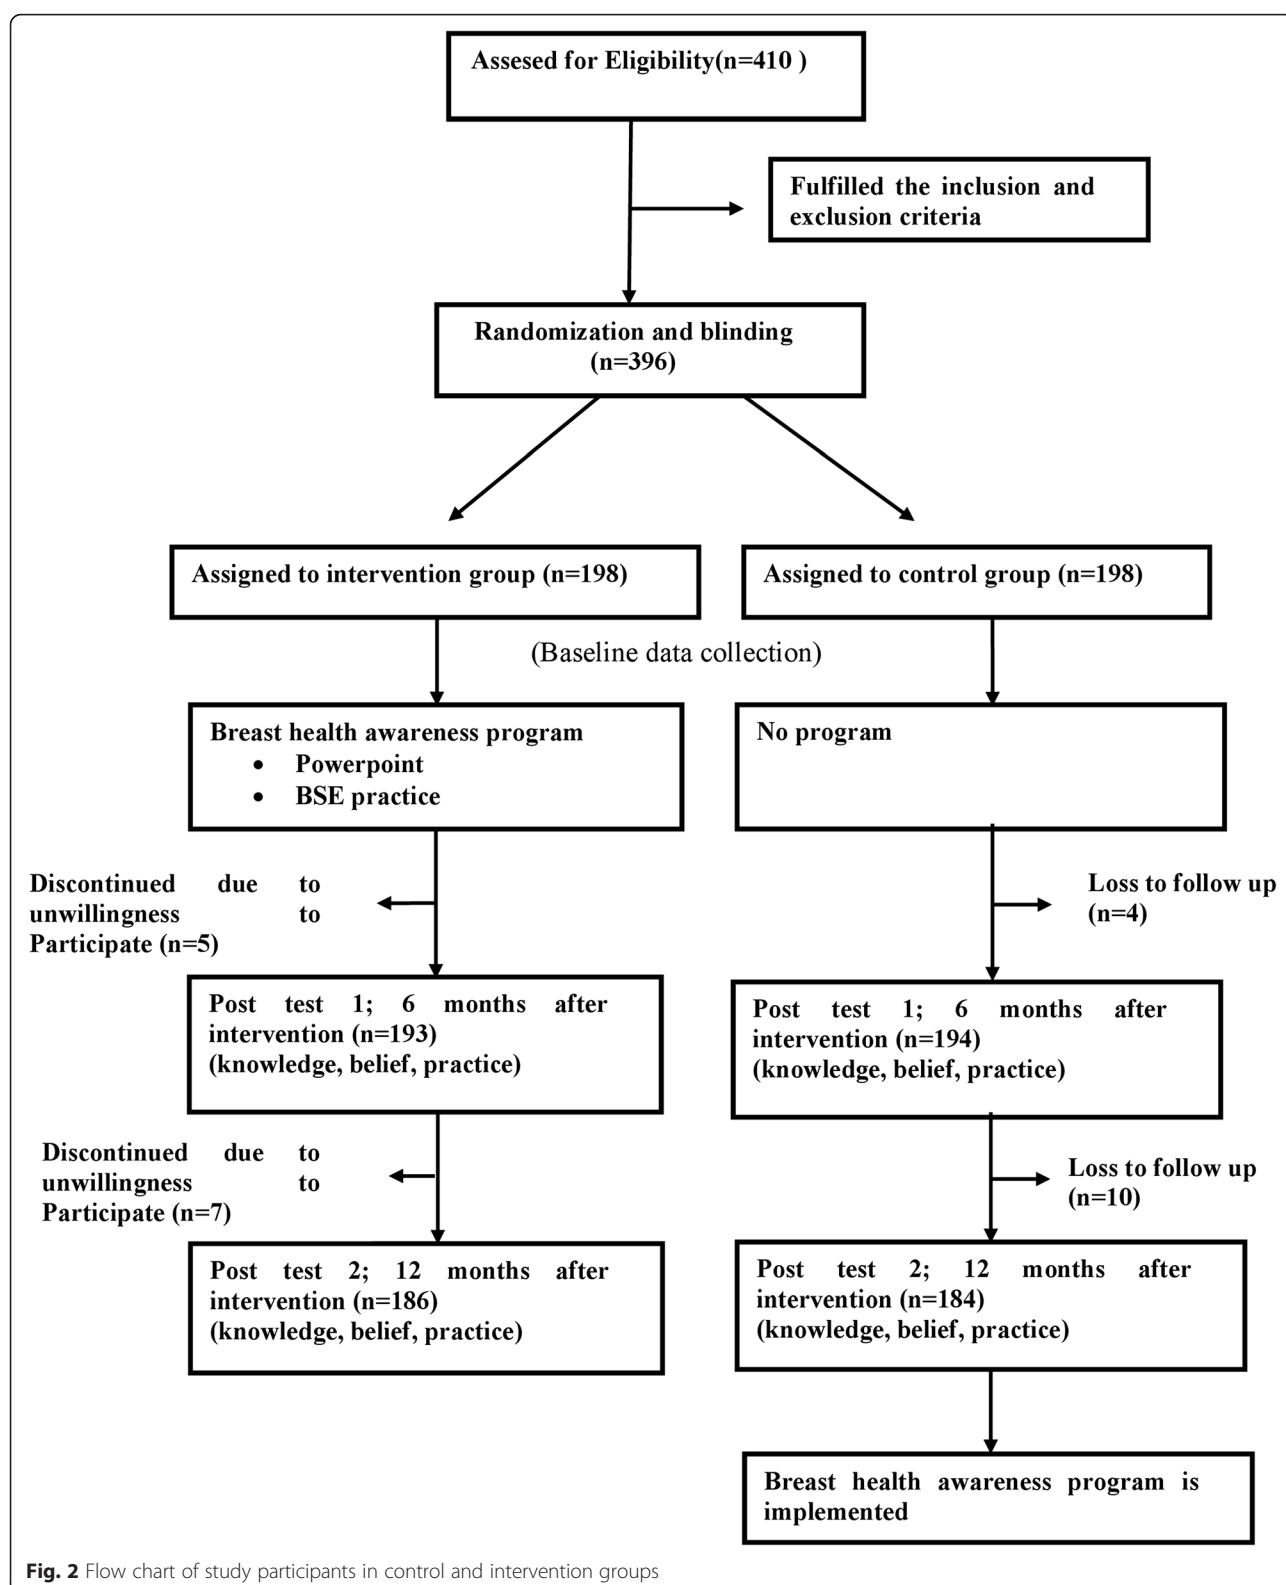 Assesed for Eligibility(n=410 )
Fulfilled the inclusion and
exclusion criteria
Randomization and blinding
(n=396)
Assigned to intervention group (n=198)
Assigned to control group (n=198)
(Baseline data collection)
Breast health awareness program
• Powerpoint
• BSE practice
No program
Discontinued due to
unwillingness to
Participate (n=5)
Loss to follow up
(n=4)
Post test 1; 6 months after
intervention (n=193)
(knowledge, belief, practice)
Post test 1; 6 months after
intervention (n=194)
(knowledge, belief, practice)
Discontinued due to
unwillingness to
Participate (n=7)
Loss to follow up
(n=10)
Post test 2; 12 months after
intervention (n=186)
(knowledge, belief, practice)
Post test 2; 12 months after
intervention (n=184)
(knowledge, belief, practice)
Breast health awareness program is
implemented
Fig. 2 Flow chart of study participants in control and intervention groups